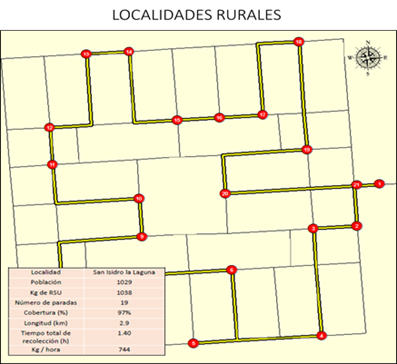 LOCALIDADES RURALES
13
14
18
N
W
E
S
12
15
16
17
11
19
10
20
21
1
9
3
2
6
5
4
Localidad San Isidro la Laguna
Población 1029
Kg de RSU 1038
Número de paradas 19
Cobertura (%) 97%
Longitud (km) 2.9
Tiempo total de 1.40
recolección (h)
Kg / hora 744